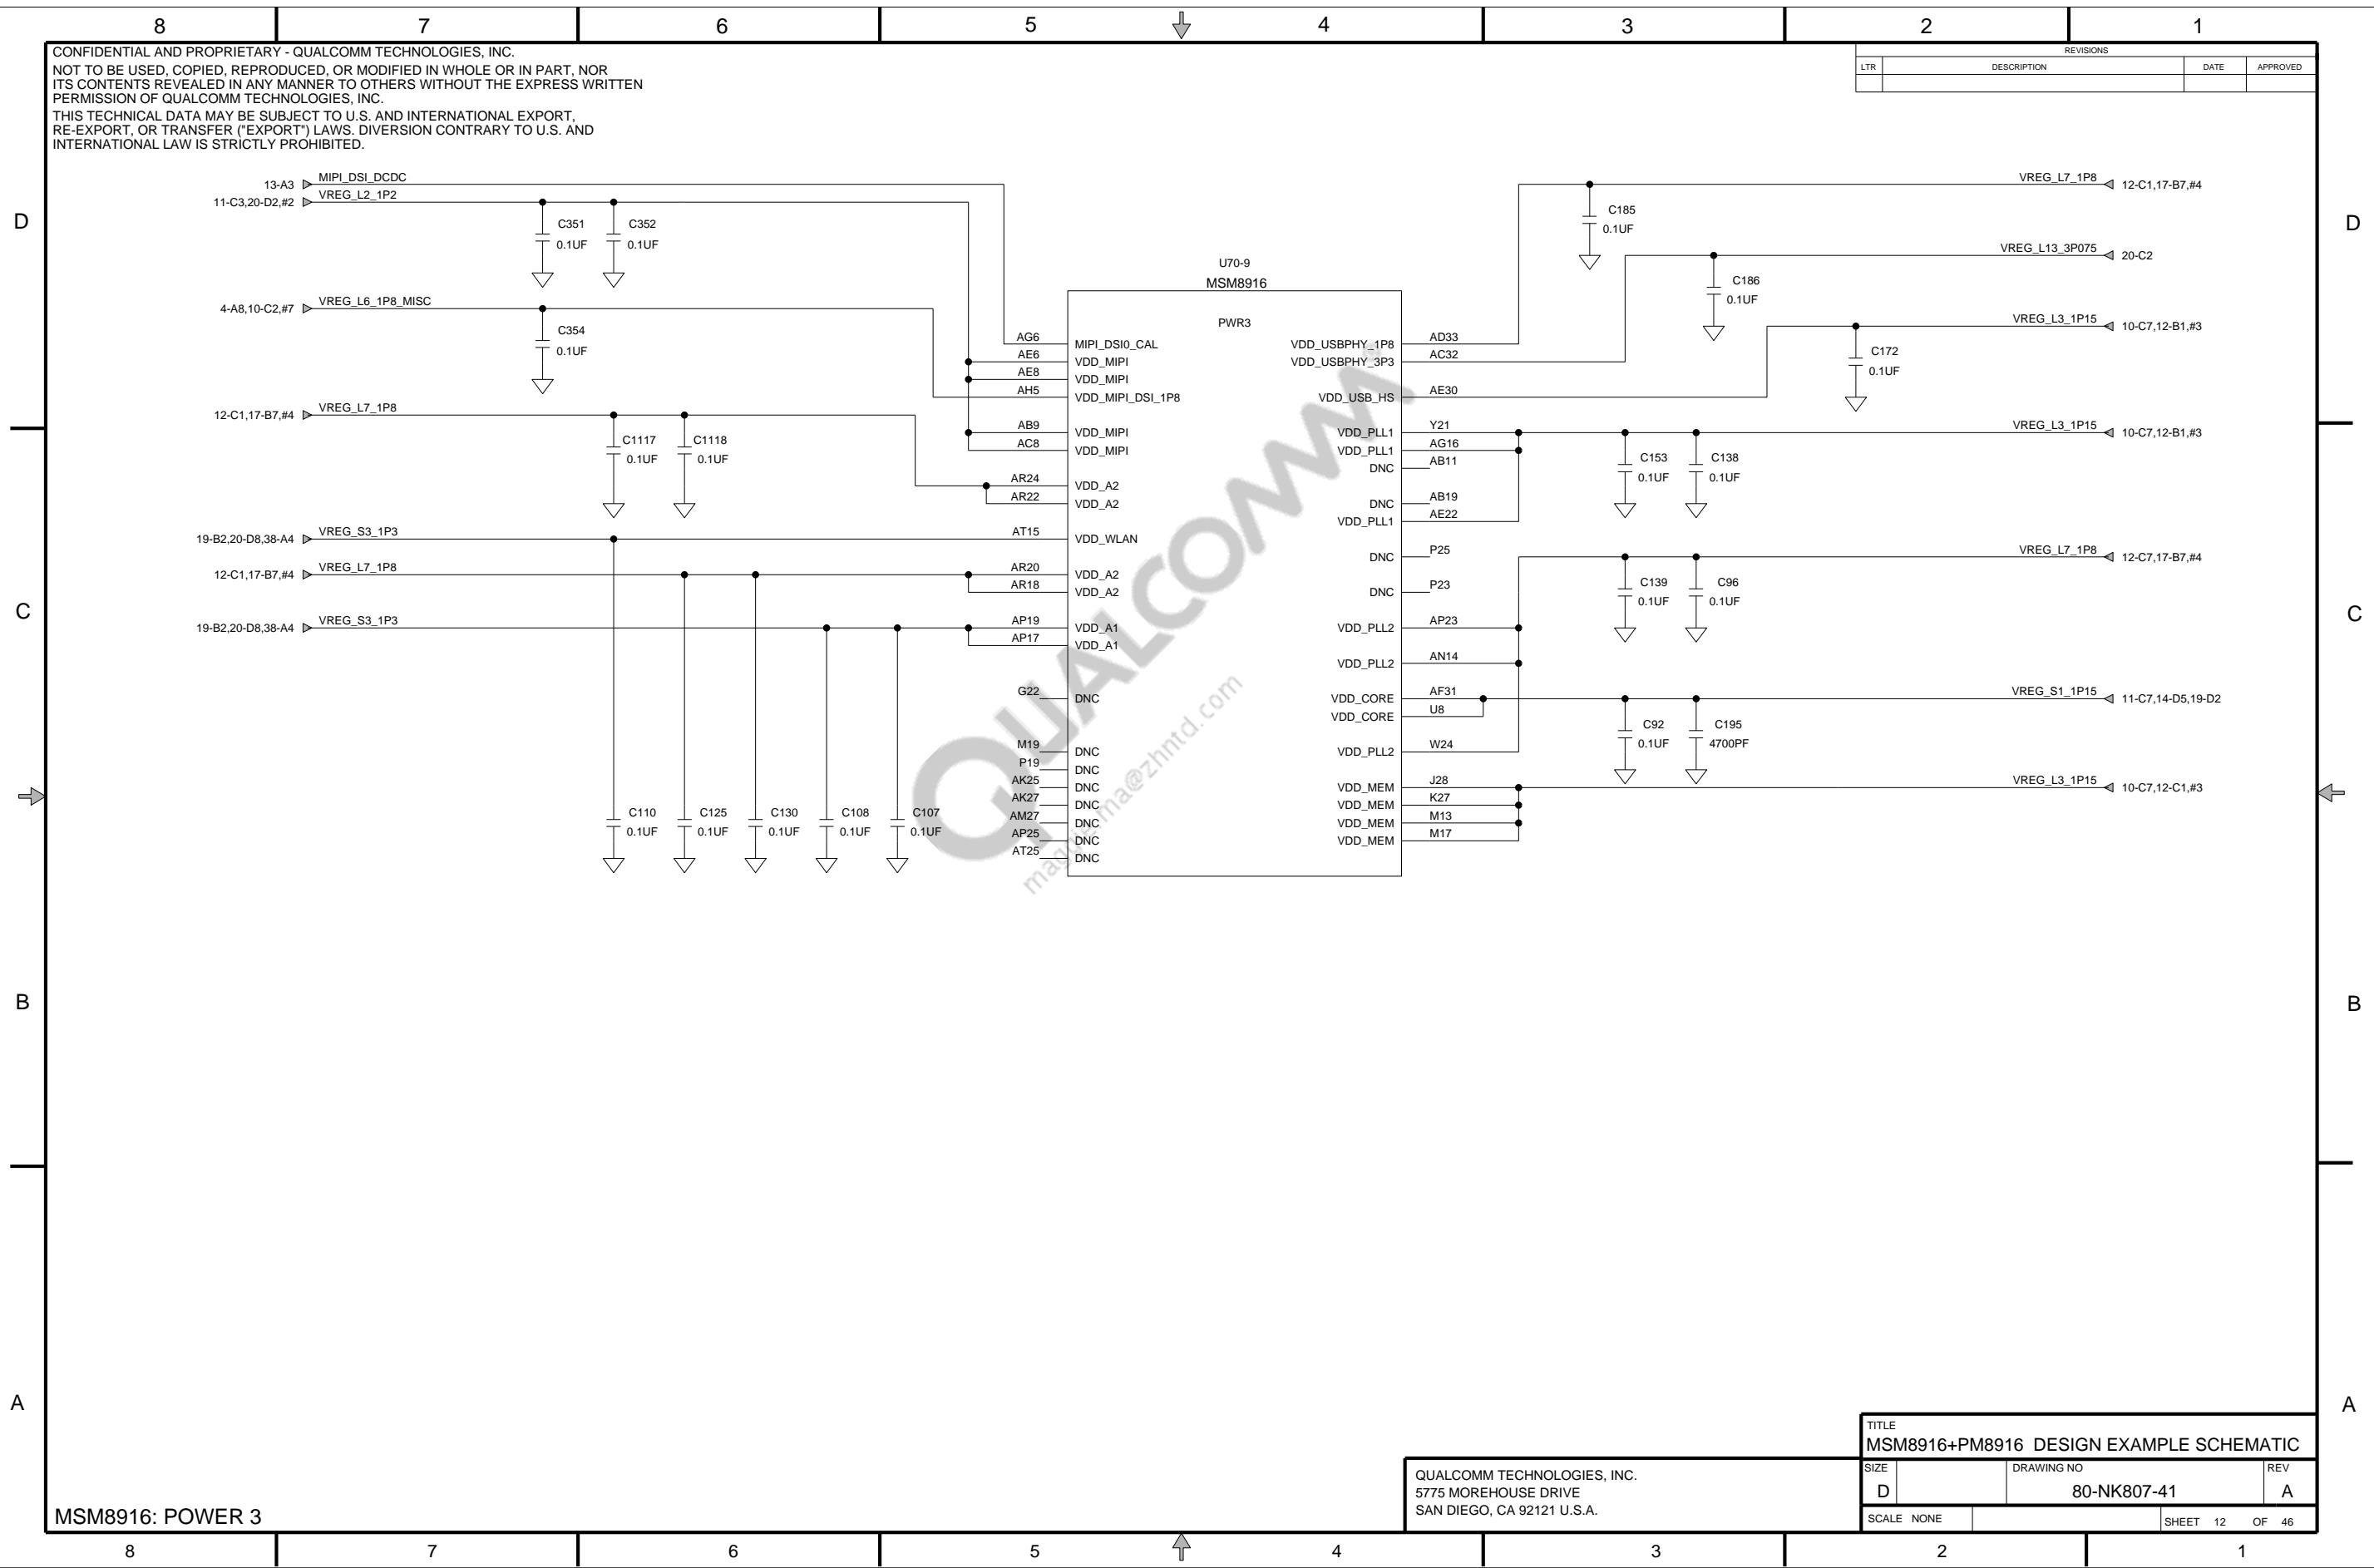 8 7 6 5 4 3 2 1
CONFIDENTIAL AND PROPRIETARY - QUALCOMM TECHNOLOGIES, INC.
NOT TO BE USED, COPIED, REPRODUCED, OR MODIFIED IN WHOLE OR IN PART, NOR
ITS CONTENTS REVEALED IN ANY MANNER TO OTHERS WITHOUT THE EXPRESS WRITTEN
PERMISSION OF QUALCOMM TECHNOLOGIES, INC.
THIS TECHNICAL DATA MAY BE SUBJECT TO U.S. AND INTERNATIONAL EXPORT,
RE-EXPORT, OR TRANSFER ("EXPORT") LAWS. DIVERSION CONTRARY TO U.S. AND
INTERNATIONAL LAW IS STRICTLY PROHIBITED.
REVISIONS
LTR DESCRIPTION DATE APPROVED
D D
C C
B B
A A
13-A3 MIPI_DSI_DCDC
11-C3,20-D2,#2 VREG_L2_1P2
C351 C352
0.1UF 0.1UF
4-A8,10-C2,#7 VREG_L6_1P8_MISC
C354
0.1UF
12-C1,17-B7,#4 VREG_L7_1P8
C1117 C1118
0.1UF 0.1UF
19-B2,20-D8,38-A4 VREG_S3_1P3
12-C1,17-B7,#4 VREG_L7_1P8
19-B2,20-D8,38-A4 VREG_S3_1P3
C110 C125 C130 C108 C107
0.1UF 0.1UF 0.1UF 0.1UF 0.1UF
U70-9
MSM8916
PWR3
AG6 MIPI_DSI0_CAL
AE6 VDD_MIPI
AE8 VDD_MIPI
AH5 VDD_MIPI_DSI_1P8
AB9 VDD_MIPI
AC8 VDD_MIPI
AR24 VDD_A2
AR22 VDD_A2
AT15 VDD_WLAN
AR20 VDD_A2
AR18 VDD_A2
AP19 VDD_A1
AP17 VDD_A1
G22 DNC
M19 DNC
P19 DNC
AK25 DNC
AK27 DNC
AM27 DNC
AP25 DNC
AT25 DNC
VDD_USBPHY_1P8 AD33
VDD_USBPHY_3P3 AC32
VDD_USB_HS AE30
VDD_PLL1 Y21
VDD_PLL1 AG16
DNC AB11
DNC AB19
VDD_PLL1 AE22
DNC P25
DNC P23
VDD_PLL2 AP23
VDD_PLL2 AN14
VDD_CORE AF31
VDD_CORE U8
VDD_PLL2 W24
VDD_MEM J28
VDD_MEM K27
VDD_MEM M13
VDD_MEM M17
VREG_L7_1P8 12-C1,17-B7,#4
C185
0.1UF
VREG_L13_3P075 20-C2
C186
0.1UF
VREG_L3_1P15 10-C7,12-B1,#3
C172
0.1UF
VREG_L3_1P15 10-C7,12-B1,#3
C153 C138
0.1UF 0.1UF
VREG_L7_1P8 12-C7,17-B7,#4
C139 C96
0.1UF 0.1UF
VREG_S1_1P15 11-C7,14-D5,19-D2
C92 C195
0.1UF 4700PF
VREG_L3_1P15 10-C7,12-C1,#3
QUALCOMM
MSM8916: POWER 3
QUALCOMM TECHNOLOGIES, INC.
5775 MOREHOUSE DRIVE
SAN DIEGO, CA 92121 U.S.A.
TITLE
MSM8916+PM8916 DESIGN EXAMPLE SCHEMATIC
SIZE DRAWING NO REV
D 80-NK807-41 A
SCALE NONE SHEET 12 OF 46
8 7 6 5 4 3 2 1